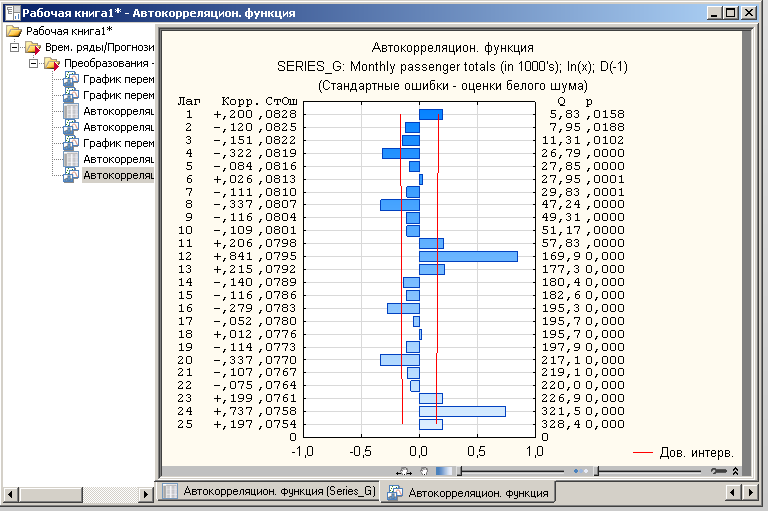 Рабочая книга1* - Автокорреляцион. функция
Рабочая книга1*
Врем. ряды/Прогнози
Преобразования -
График перем
График перем
Автокорреляц
Автокорреляц
График перем
Автокорреляц
Автокорреляц
Автокорреляцион. функция
SERIES_G: Monthly passenger totals (in 1000's); ln(x); D(-1)
(Стандартные ошибки - оценки белого шума)
Лаг Корр. СтОш Q p
1 +,200 ,0828 5,83 ,0158
2 -,120 ,0825 7,95 ,0188
3 -,151 ,0822 11,31 ,0102
4 -,322 ,0819 26,79 ,0000
5 -,084 ,0816 27,85 ,0000
6 +,026 ,0813 27,95 ,0001
7 -,111 ,0810 29,83 ,0001
8 -,337 ,0807 47,24 ,0000
9 -,116 ,0804 49,31 ,0000
10 -,109 ,0801 51,17 ,0000
11 +,206 ,0798 57,83 ,0000
12 +,841 ,0795 169,9 0,000
13 +,215 ,0792 177,3 0,000
14 -,140 ,0789 180,4 0,000
15 -,116 ,0786 182,6 0,000
16 -,279 ,0783 195,3 0,000
17 -,052 ,0780 195,7 0,000
18 +,012 ,0776 195,7 0,000
19 -,114 ,0773 197,9 0,000
20 -,337 ,0770 217,1 0,000
21 -,107 ,0767 219,1 0,000
22 -,075 ,0764 220,0 0,000
23 +,199 ,0761 226,9 0,000
24 +,737 ,0758 321,5 0,000
25 +,197 ,0754 328,4 0,000
0 0
-1,0 -0,5 0,0 0,5 1,0
Дов. интерв.
Автокорреляцион. функция (Series_G)
Автокорреляцион. функция